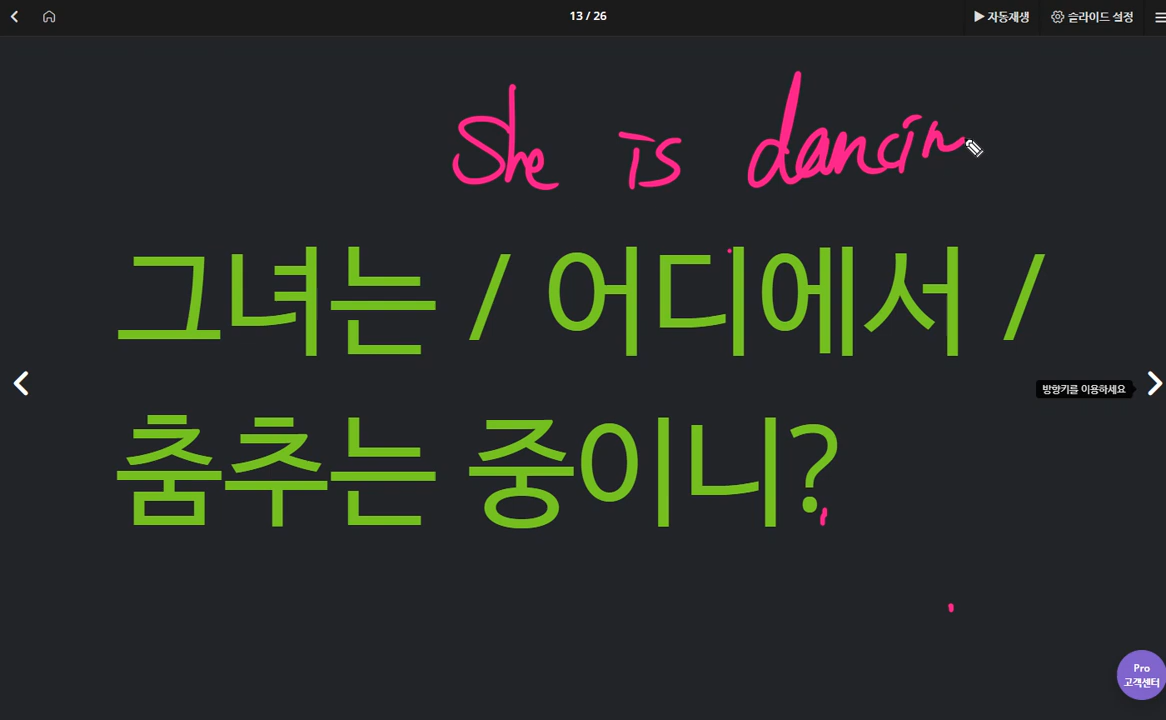 13 / 26
자동재생
슬라이드 설정
She is dancin
그녀는 / 어디에서 /
방향키를 이용하세요
춤추는 중이니?
Pro
고객센터